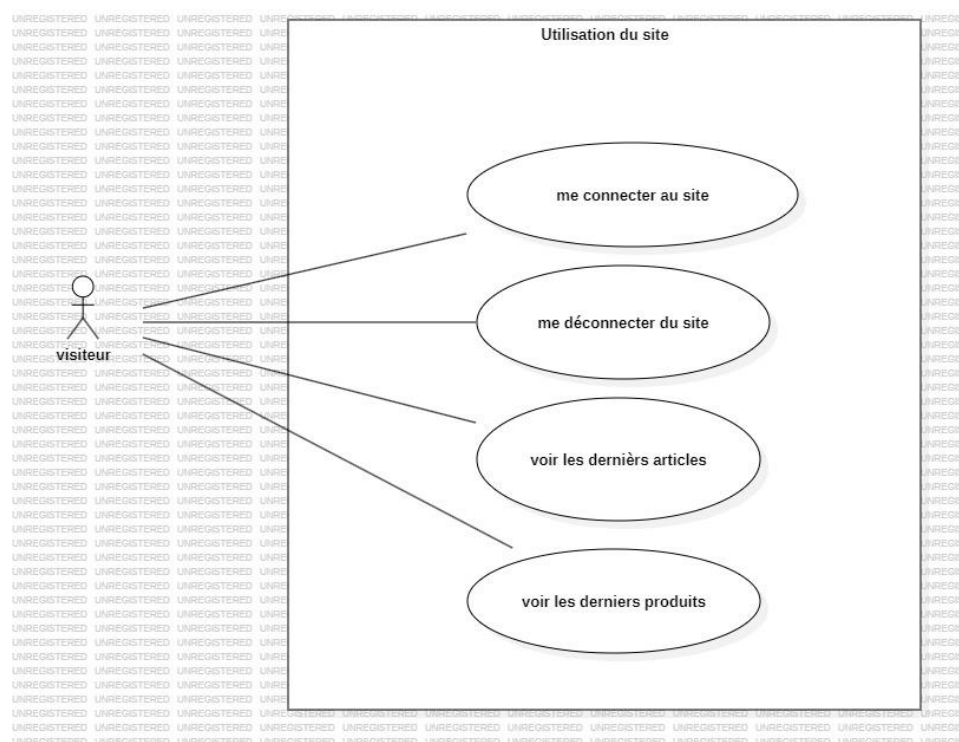 Utilisation du site
me connecter au site
me déconnecter du site
visiteur
voir les dernièrs articles
voir les derniers produits
UNREGISTERED